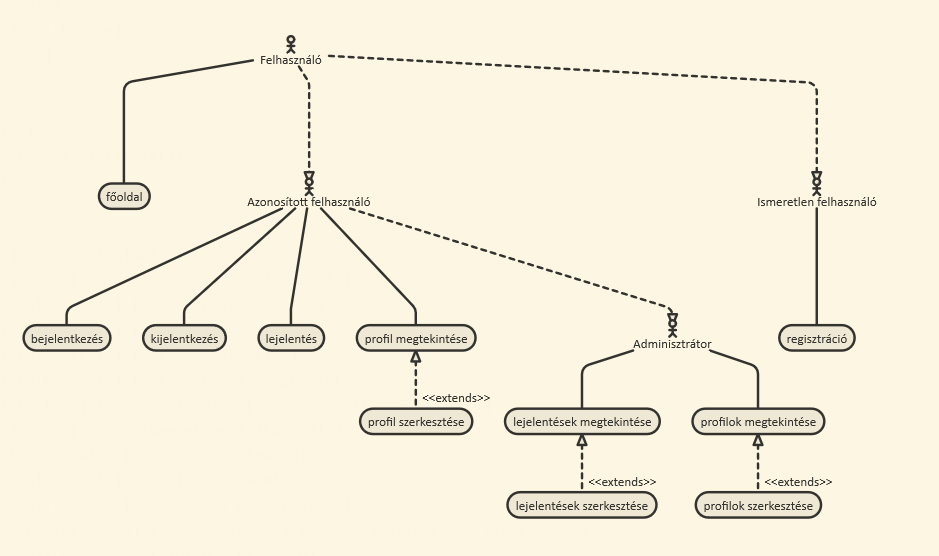 Felhasználó
főoldal
Azonosított felhasználó
Ismeretlen felhasználó
bejelentkezés
kijelentkezés
lejelentés
profil megtekintése
Adminisztrátor
regisztráció
<<extends>>
profil szerkesztése
lejelentések megtekintése
profilok megtekintése
<<extends>>
<<extends>>
lejelentések szerkesztése
profilok szerkesztése